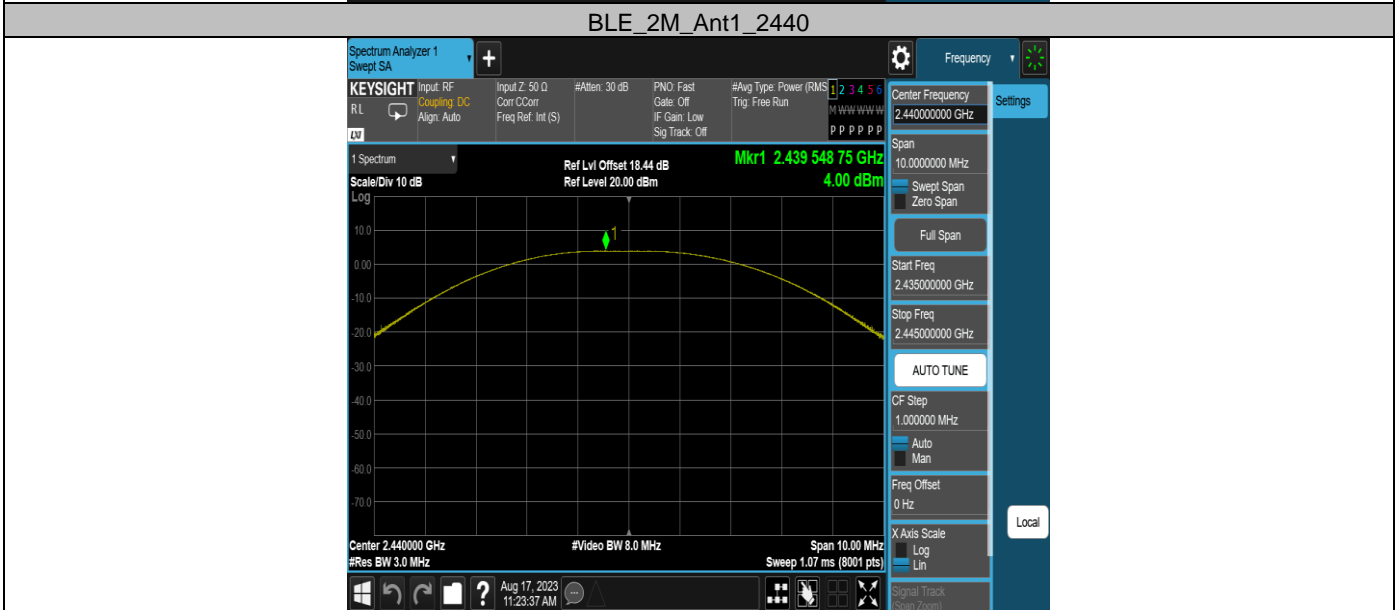 BLE_2M_Ant1_2440
Spectrum Analyzer 1
Swept SA
Frequency
KEYSIGHT
RL
LXI
Input: RF
Coupling: DC
Align: Auto
Input Z: 50 Ω
Corr CCorr
Freq Ref: Int (S)
#Atten: 30 dB
PNO: Fast
Gate: Off
IF Gain: Low
Sig Track: Off
#Avg Type: Power (RMS
Trig: Free Run
1 2 3 4 5 6
M W W W W W
P P P P P P
1 Spectrum
Scale/Div 10 dB
Log
Ref Lvl Offset 18.44 dB
Ref Level 20.00 dBm
Mkr1 2.439 548 75 GHz
4.00 dBm
1
10.0
0.00
-10.0
-20.0
-30.0
-40.0
-50.0
-60.0
-70.0
Center 2.440000 GHz
#Res BW 3.0 MHz
#Video BW 8.0 MHz
Span 10.00 MHz
Sweep 1.07 ms (8001 pts)
Aug 17, 2023
11:23:37 AM
Center Frequency
2.440000000 GHz
Settings
Span
10.0000000 MHz
Swept Span
Zero Span
Full Span
Start Freq
2.435000000 GHz
Stop Freq
2.445000000 GHz
AUTO TUNE
CF Step
1.000000 MHz
Auto
Man
Freq Offset
0 Hz
Local
X Axis Scale
Log
Lin
Signal Track
(Span Zoom)